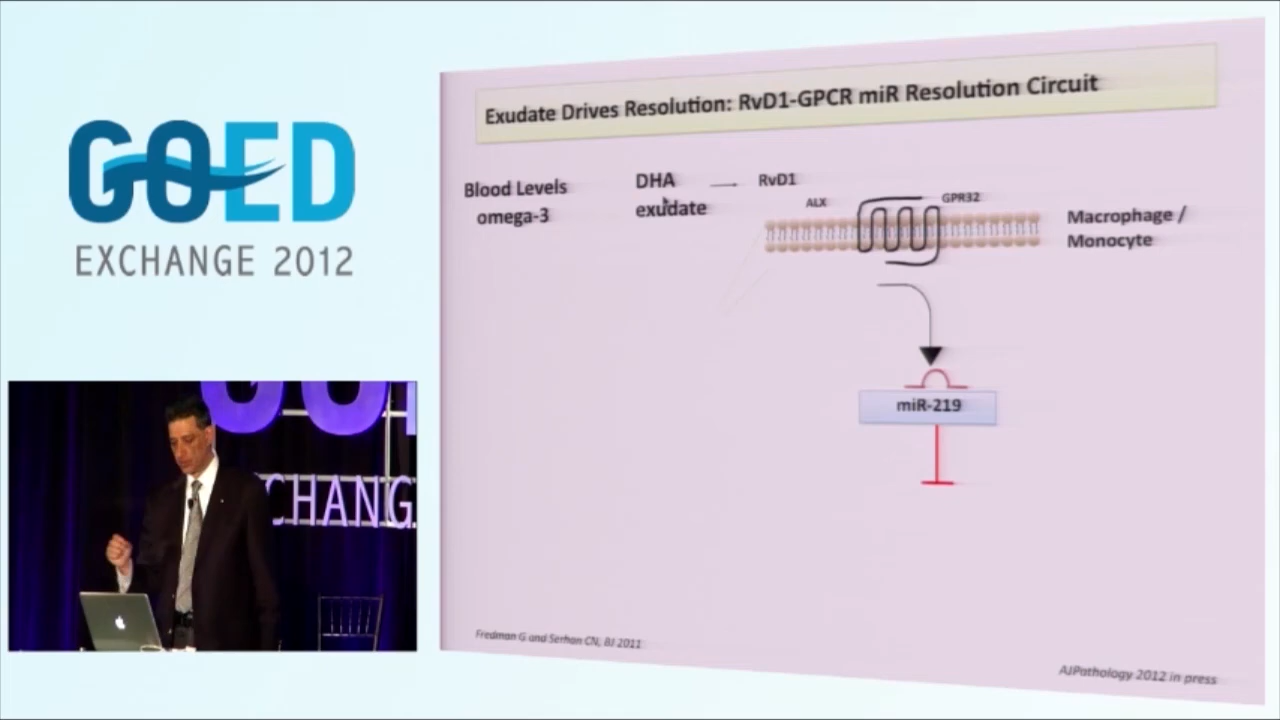 GOED
EXCHANGE 2012
CHANG
Exudate Drives Resolution: RvD1-GPCR miR Resolution Circuit
Blood Levels
omega-3
DHA
exudate
RvD1
ALX
GPR32
Macrophage /
Monocyte
miR-219
Fredman G and Serhan CN, BJ 2011
AJPathology 2012 in press